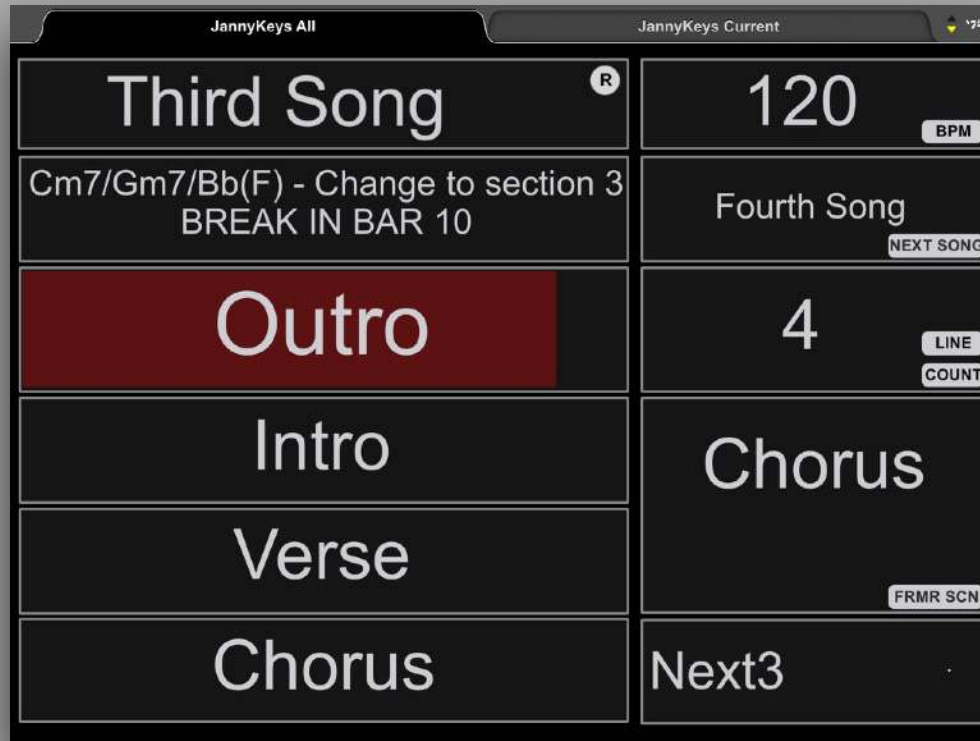 JannyKeys All
JannyKeys Current
Third Song
R
120
BPM
Cm7/Gm7/Bb(F) - Change to section 3
BREAK IN BAR 10
Fourth Song
NEXT SONG
Outro
4
LINE
COUNT
Intro
Chorus
FRMR SCN
Verse
Chorus
Next3